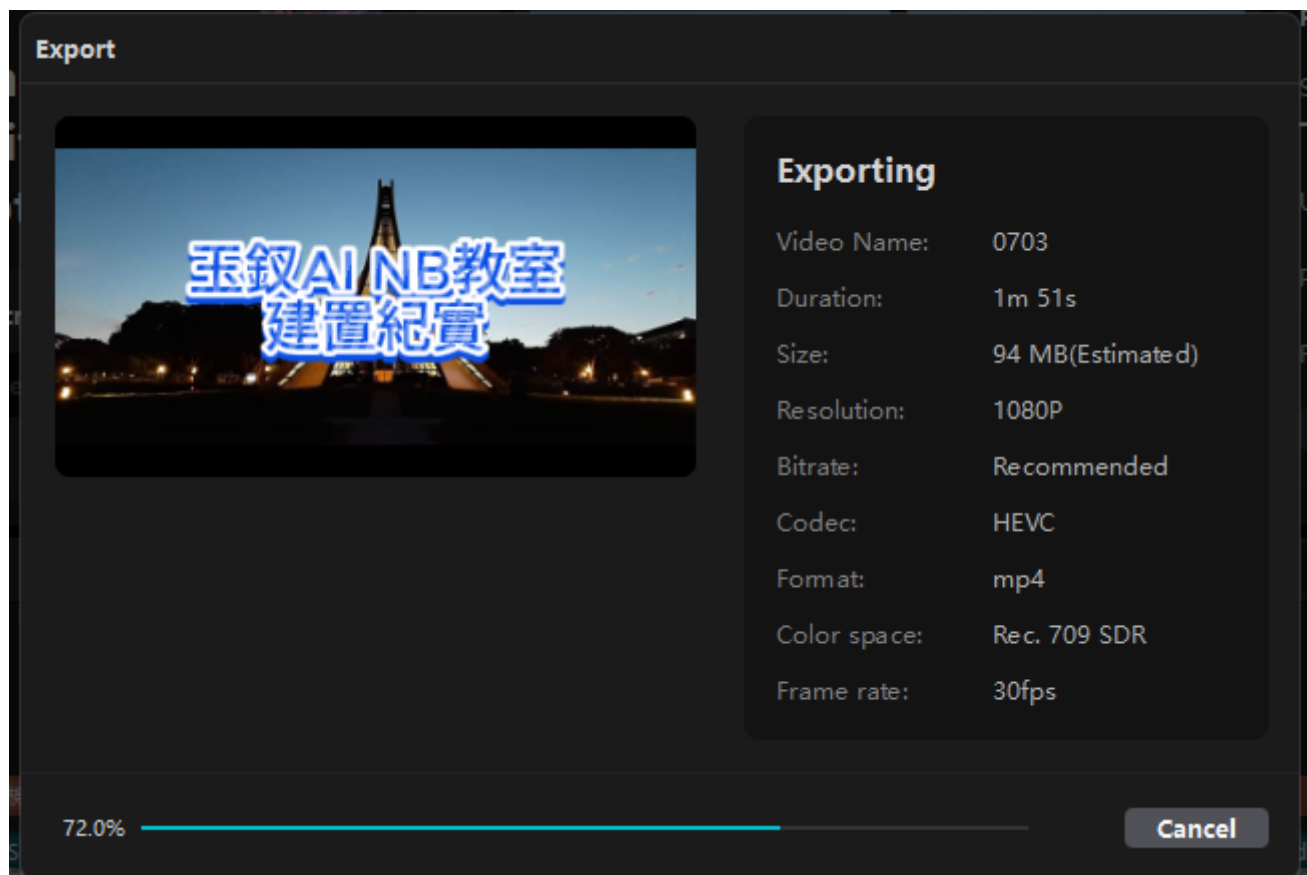 Export
玉釵AI NB教室
建置紀實
Exporting
Video Name: 0703
Duration: 1m 51s
Size: 94 MB(Estimated)
Resolution: 1080P
Bitrate: Recommended
Codec: HEVC
Format: mp4
Color space: Rec. 709 SDR
Frame rate: 30fps
72.0%
Cancel